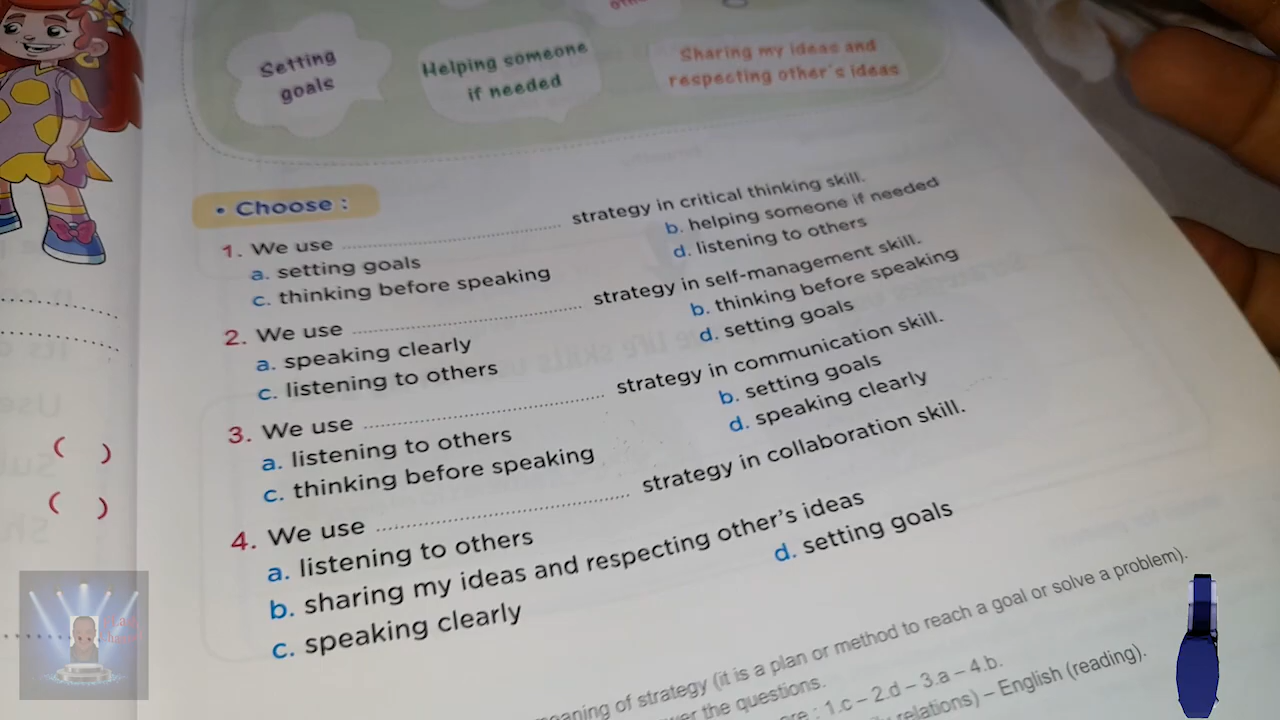 Setting
goals
Helping someone
if needed
Sharing my ideas and
respecting other's ideas
• Choose :
1. We use ........................ strategy in critical thinking skill.
a. setting goals b. helping someone if needed
c. thinking before speaking d. listening to others
2. We use ........................ strategy in self-management skill.
a. speaking clearly b. thinking before speaking
c. listening to others d. setting goals
3. We use ........................ strategy in communication skill.
a. listening to others b. setting goals
c. thinking before speaking d. speaking clearly
4. We use ........................ strategy in collaboration skill.
a. listening to others
b. sharing my ideas and respecting other's ideas
c. speaking clearly d. setting goals
( )
( )
of strategy (it is a plan or method to reach a goal or solve a problem).
the questions.
: 1.c – 2.d – 3.a – 4.b.
relations) – English (reading).